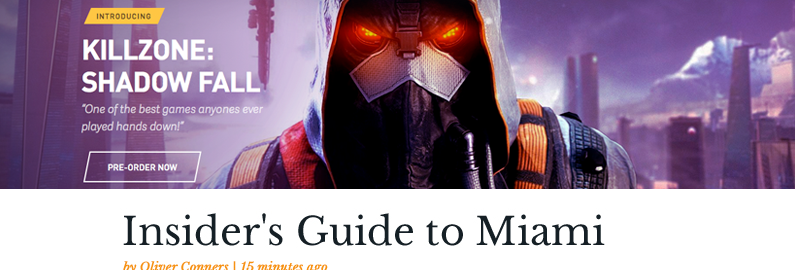 INTRODUCING
KILLZONE:
SHADOW FALL
"One of the best games anyones ever
played hands down!"
PRE-ORDER NOW
Insider's Guide to Miami
by Oliver Conners | 15 minutes ago